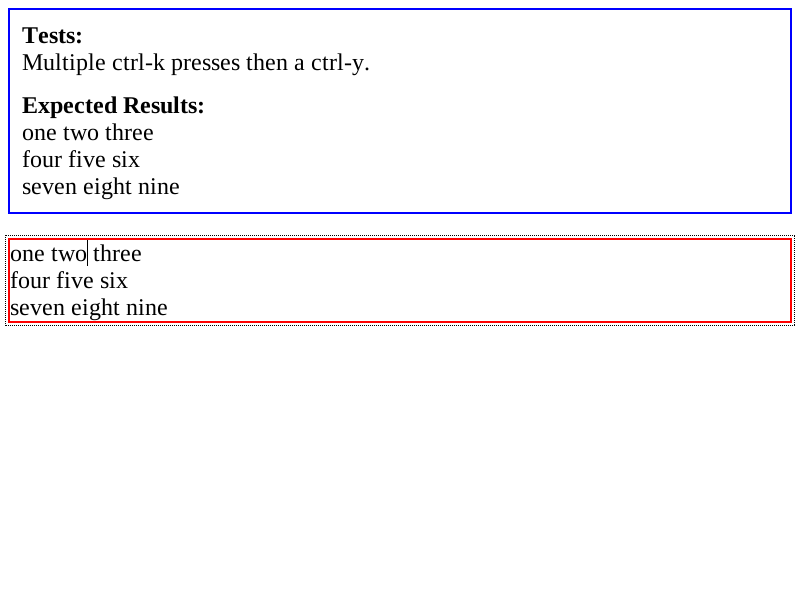 Tests:
Multiple ctrl-k presses then a ctrl-y.
Expected Results:
one two three
four five six
seven eight nine
one two three
four five six
seven eight nine